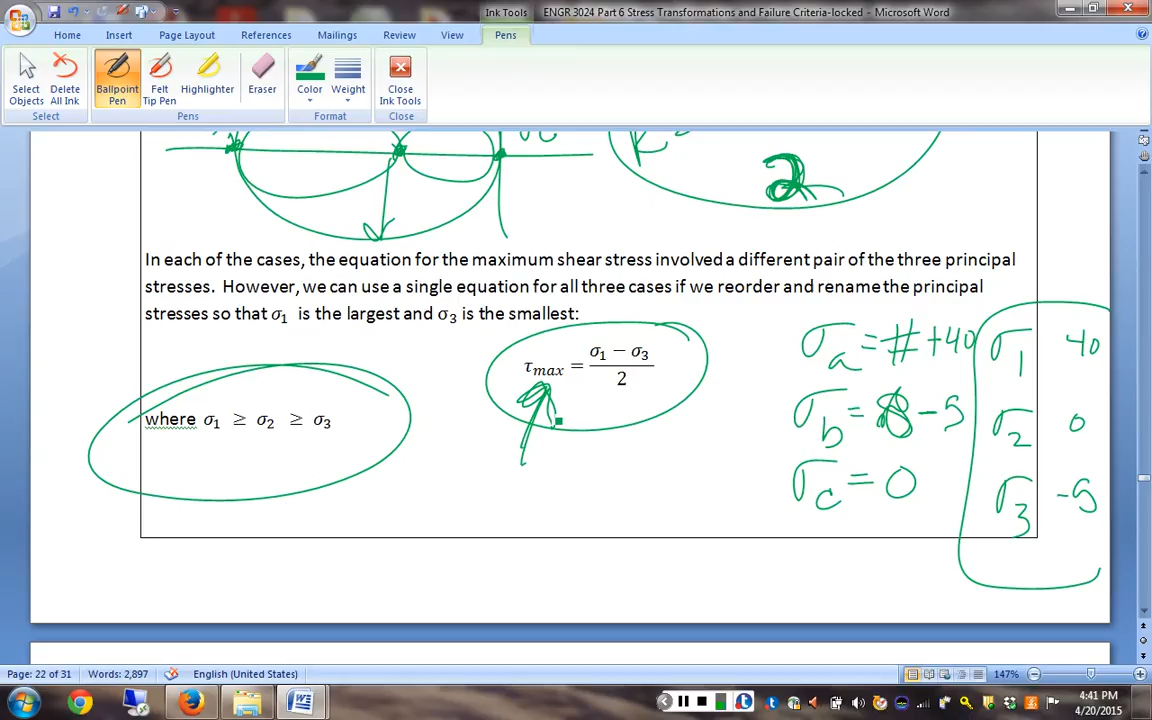 Ink Tools
ENGR 3024 Part 6 Stress Transformations and Failure Criteria-locked - Microsoft Word
Home Insert Page Layout References Mailings Review View Pens
Select Objects
Delete All Ink
Ballpoint Pen
Felt Tip Pen
Highlighter
Eraser
Color
Weight
Close Ink Tools
Select Pens Format Close
2
In each of the cases, the equation for the maximum shear stress involved a different pair of the three principal
stresses. However, we can use a single equation for all three cases if we reorder and rename the principal
stresses so that σ1 is the largest and σ3 is the smallest:
τmax = (σ1 − σ3)/2
where σ1 ≥ σ2 ≥ σ3
σa = # +40
σb = -5
σc = 0
σ1 40
σ2 0
σ3 -5
Page: 22 of 31 Words: 2,897 English (United States) 147%
4:41 PM
4/20/2015